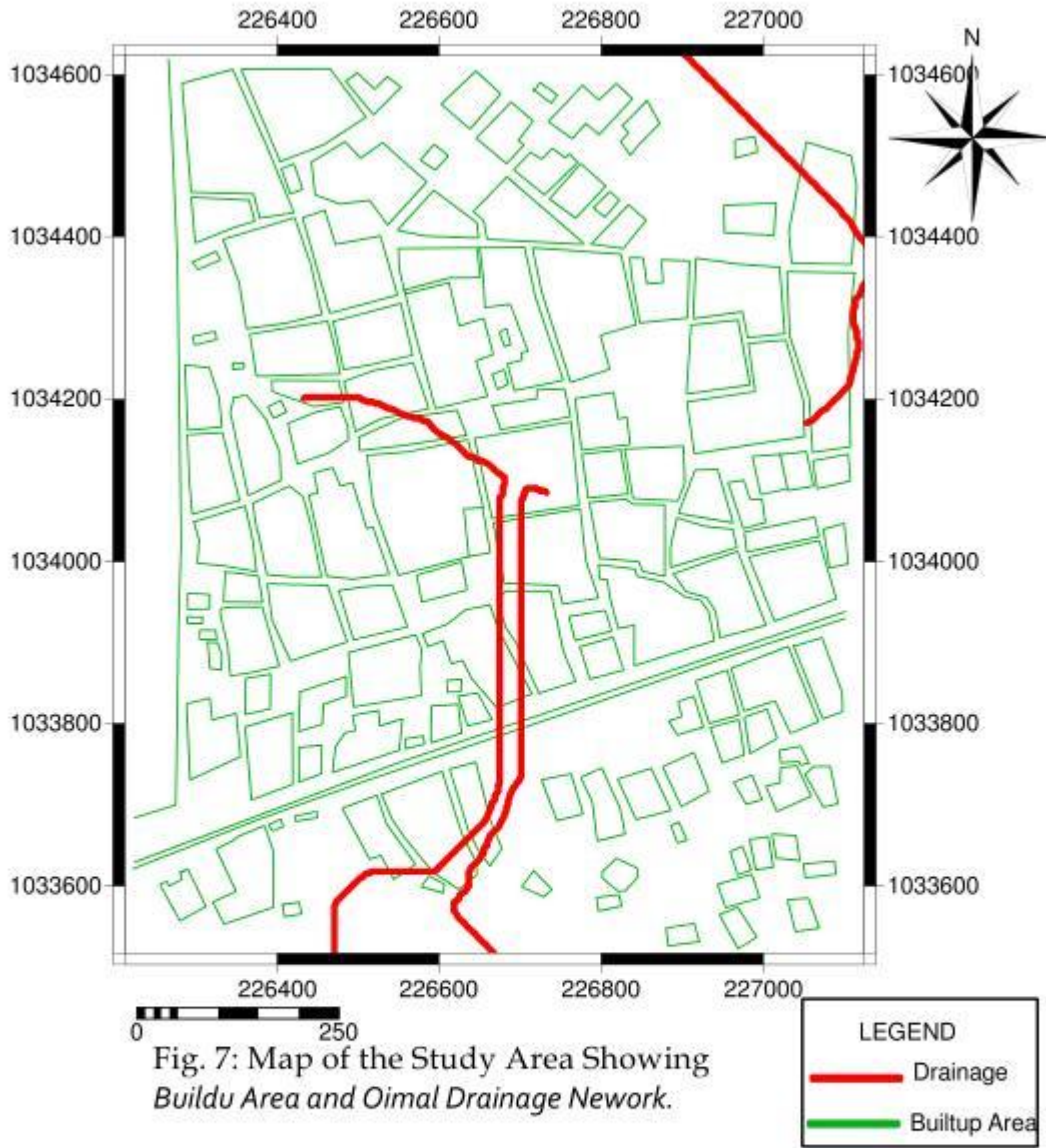 226400 226600 226800 227000
N
1034600 1034600
1034400 1034400
1034200 1034200
1034000 1034000
1033800 1033800
1033600 1033600
226400 226600 226800 227000
0 250
Fig. 7: Map of the Study Area Showing
Buildu Area and Oimal Drainage Nework.
LEGEND
Drainage
Builtup Area